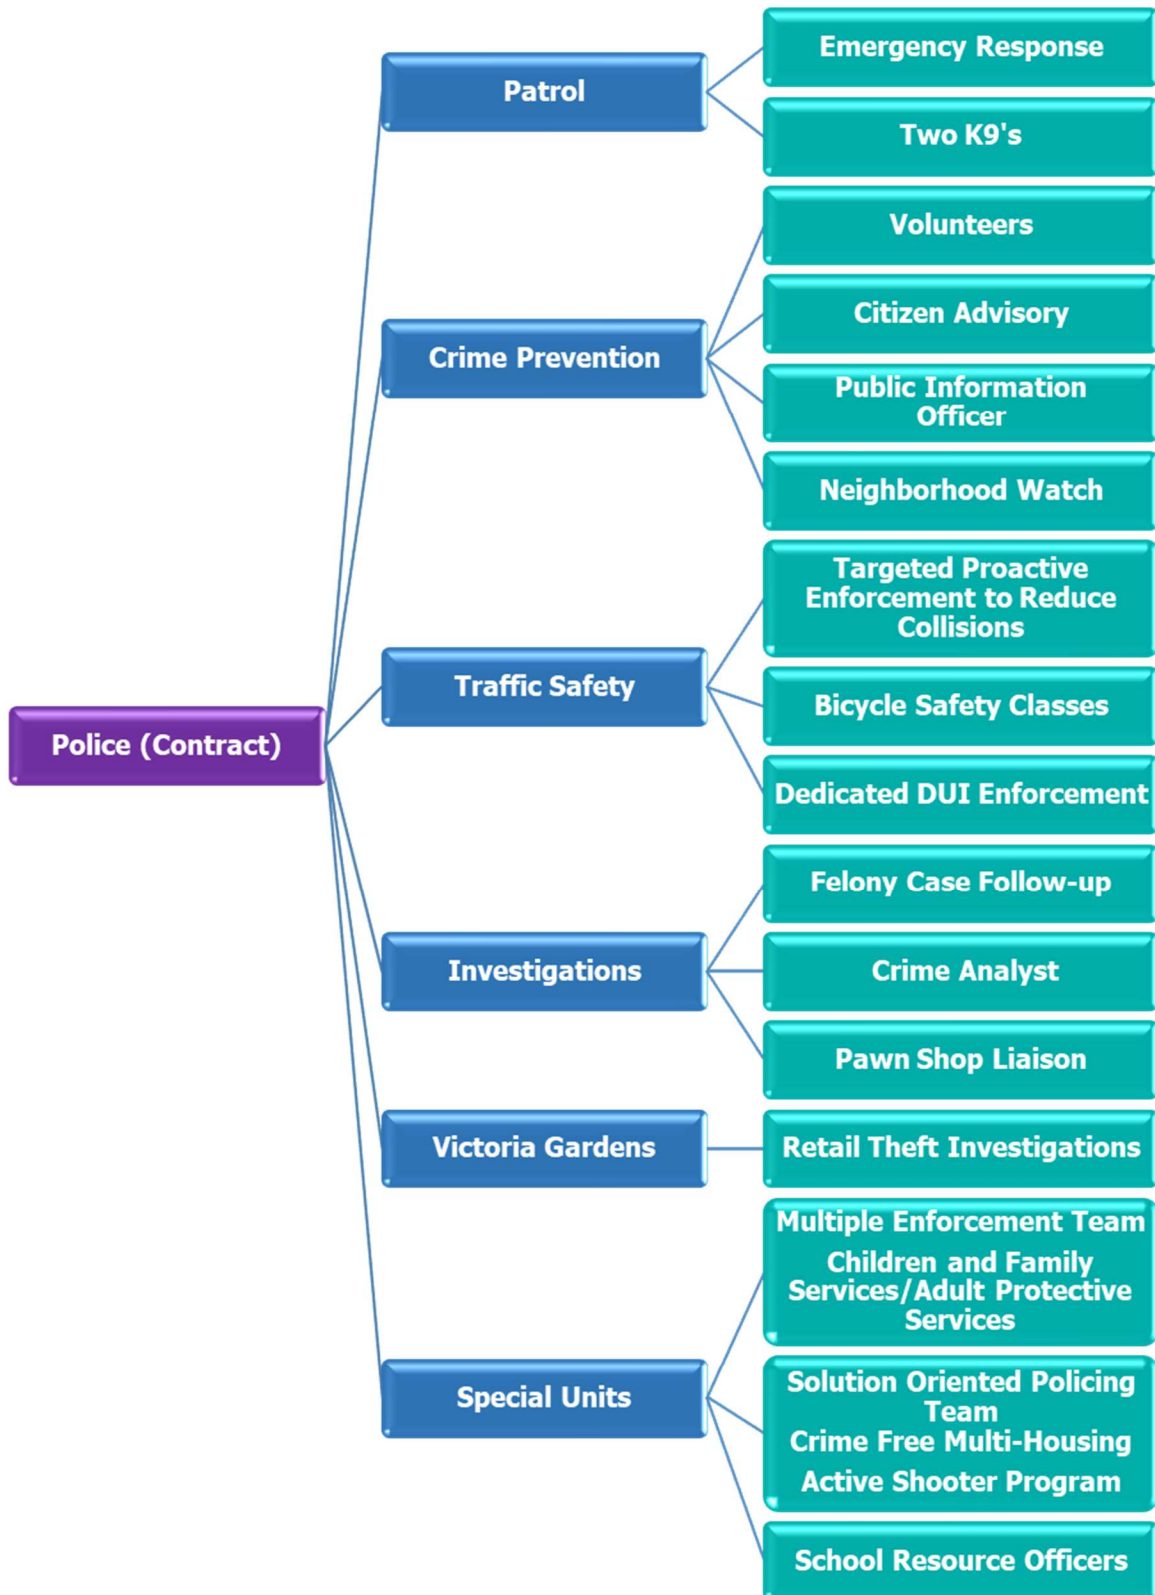 Emergency Response
Patrol
Two K9's
Volunteers
Citizen Advisory
Crime Prevention
Public Information
Officer
Neighborhood Watch
Targeted Proactive
Enforcement to Reduce
Collisions
Traffic Safety
Bicycle Safety Classes
Police (Contract)
Dedicated DUI Enforcement
Felony Case Follow-up
Investigations
Crime Analyst
Pawn Shop Liaison
Victoria Gardens
Retail Theft Investigations
Multiple Enforcement Team
Children and Family
Services/Adult Protective
Services
Special Units
Solution Oriented Policing
Team
Crime Free Multi-Housing
Active Shooter Program
School Resource Officers